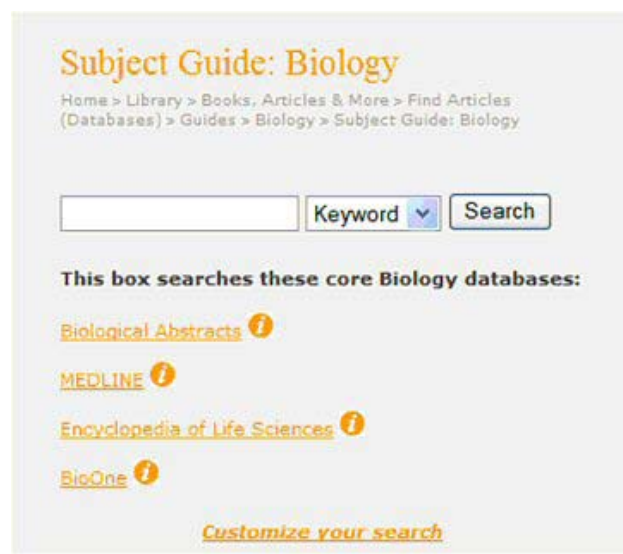 Subject Guide: Biology
Home > Library > Books, Articles & More > Find Articles
(Databases) > Guides > Biology > Subject Guide: Biology
Keyword Search
This box searches these core Biology databases:
Biological Abstracts i
MEDLINE i
Encyclopedia of Life Sciences i
BioOne i
Customize your search